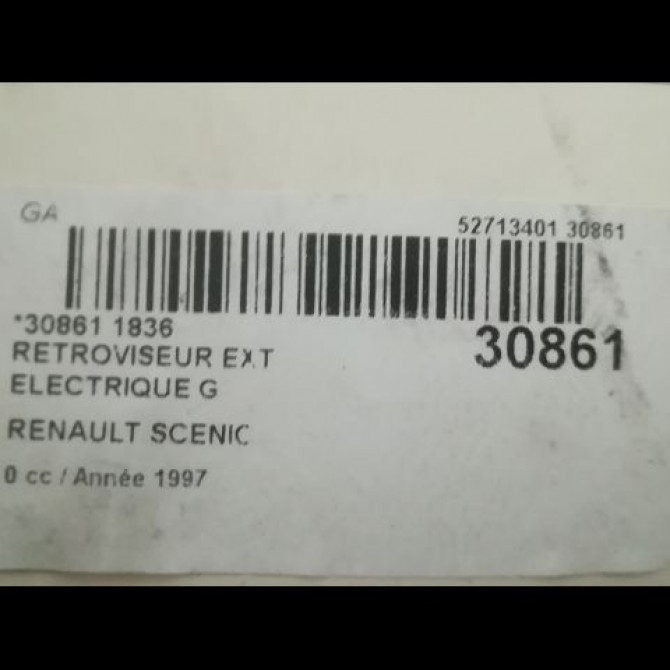 GA
52713401 30861
*30861 1836
30861
RETROVISEUR EXT
ELECTRIQUE G
RENAULT SCENIC
0 cc / Année 1997